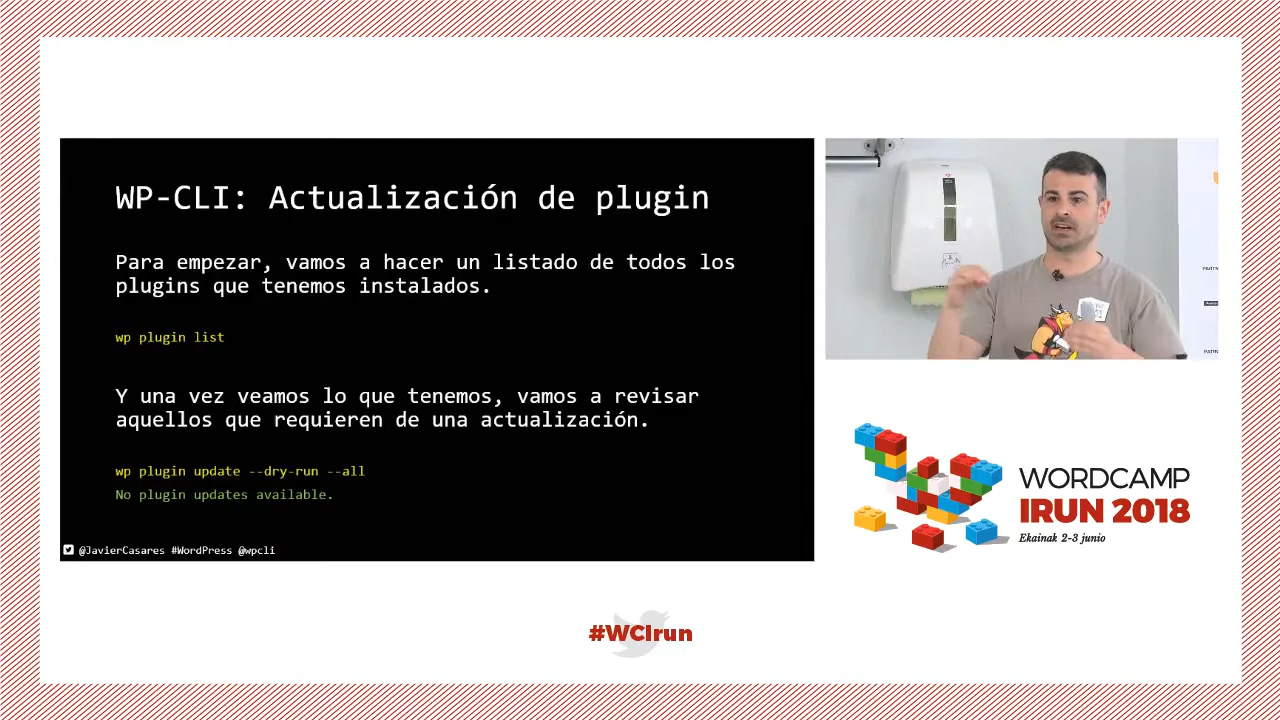 WP-CLI: Actualización de plugin
Para empezar, vamos a hacer un listado de todos los
plugins que tenemos instalados.
wp plugin list
Y una vez veamos lo que tenemos, vamos a revisar
aquellos que requieren de una actualización.
wp plugin update --dry-run --all
No plugin updates available.
@JavierCasares #WordPress @wpcli
WORDCAMP
IRUN 2018
Ekainak 2-3 junio
#WCIrun